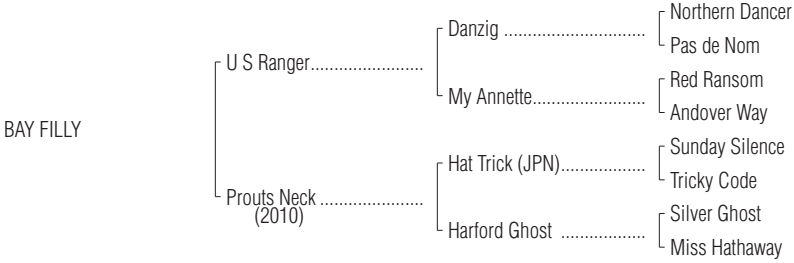 Northern Dancer
Danzig ..............................
Pas de Nom
U S Ranger........................
Red Ransom
My Annette........................
Andover Way
BAY FILLY
Sunday Silence
Hat Trick (JPN)..................
Tricky Code
Prouts Neck ......................
(2010)
Silver Ghost
Harford Ghost ..................
Miss Hathaway